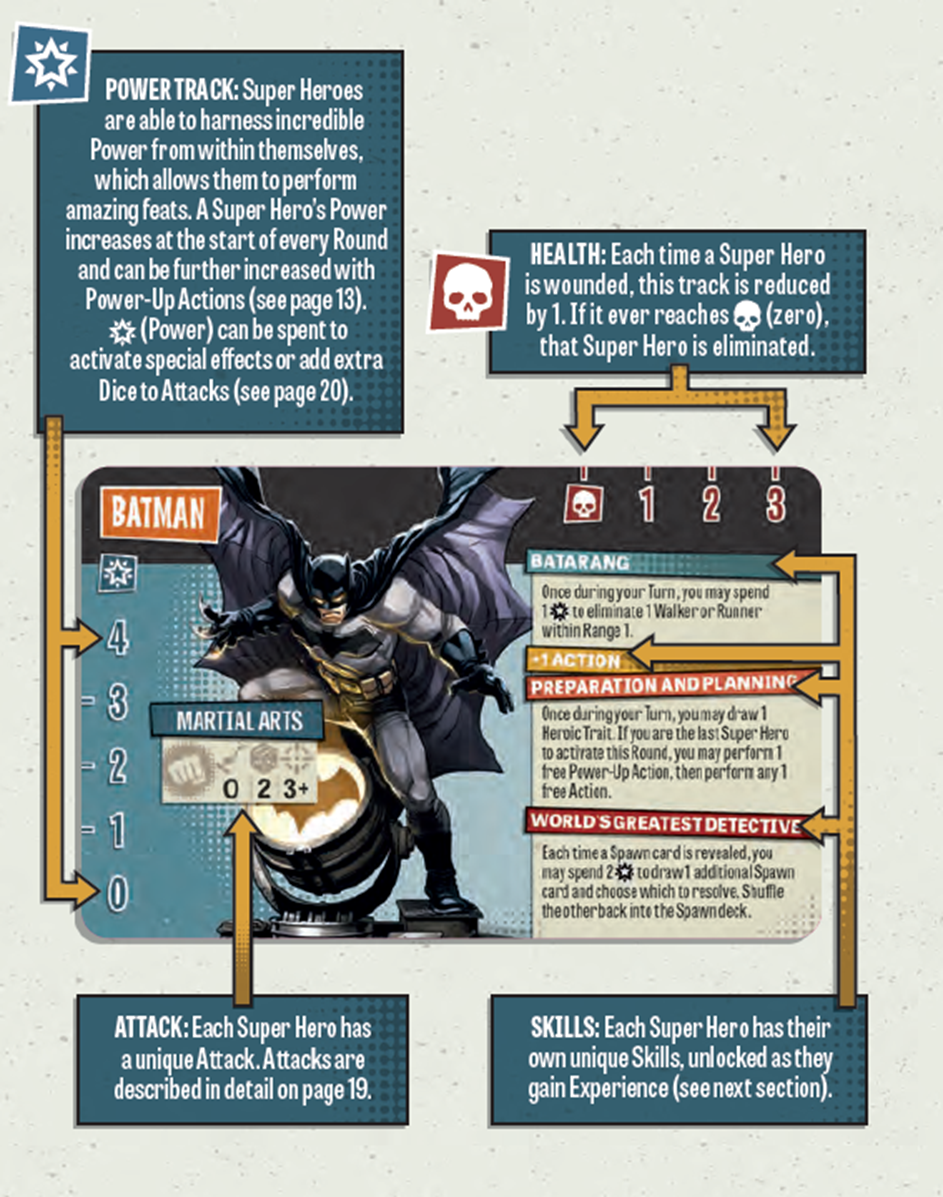 POWER TRACK: Super Heroes
are able to harness incredible
Power from within themselves,
which allows them to perform
amazing feats. A Super Hero's Power
increases at the start of every Round
and can be further increased with
Power-Up Actions (see page 13).
(Power) can be spent to
activate special effects or add extra
Dice to Attacks (see page 20).
HEALTH: Each time a Super Hero
is wounded, this track is reduced
by 1. If it ever reaches (zero),
that Super Hero is eliminated.
BATMAN
1 2 3
4
3
2
1
0
MARTIAL ARTS
0 2 3+
BATARANG
Once during your Turn, you may spend
1 to eliminate 1 Walker or Runner
within Range 1.
+1 ACTION
PREPARATION AND PLANNING
Once during your Turn, you may draw 1
Heroic Trait. If you are the last Super Hero
to activate this Round, you may perform 1
free Power-Up Action, then perform any 1
free Action.
WORLD'S GREATEST DETECTIVE
Each time a Spawn card is revealed, you
may spend 2 to draw 1 additional Spawn
card and choose which to resolve. Shuffle
the other back into the Spawn deck.
ATTACK: Each Super Hero has
a unique Attack. Attacks are
described in detail on page 19.
SKILLS: Each Super Hero has their
own unique Skills, unlocked as they
gain Experience (see next section).